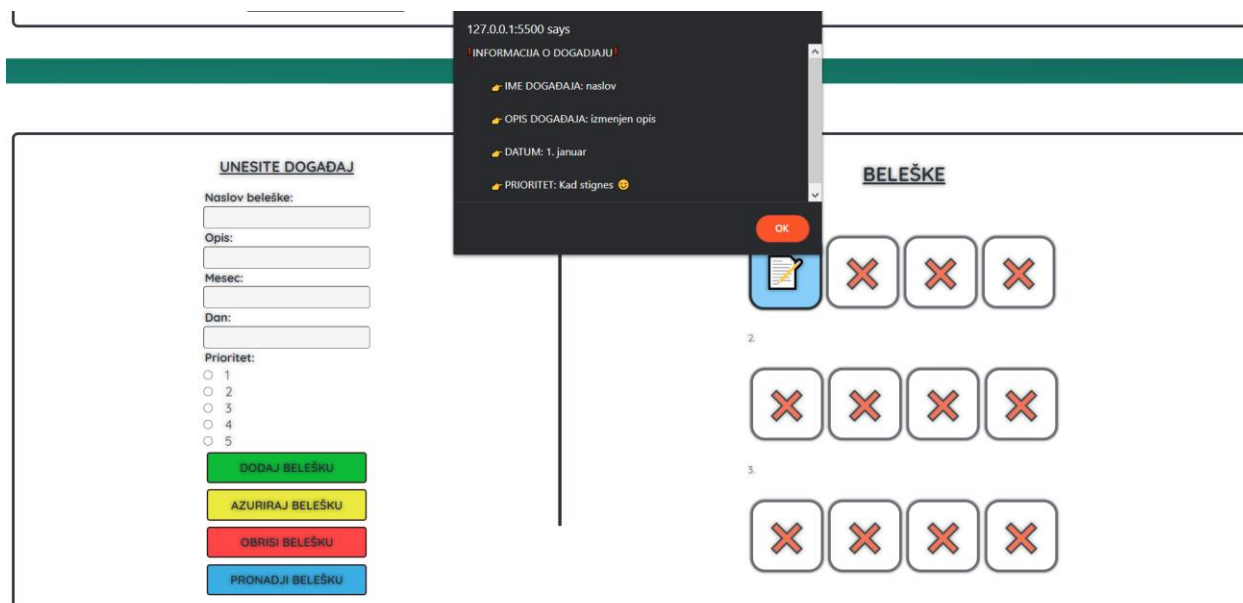 127.0.0.1:5500 says
❗INFORMACIJA O DOGADJAJU❗
👉 IME DOGAĐAJA: naslov
👉 OPIS DOGAĐAJA: izmenjen opis
👉 DATUM: 1. januar
👉 PRIORITET: Kad stignes 😊
OK
UNESITE DOGAĐAJ
Naslov beleške:
Opis:
Mesec:
Dan:
Prioritet:
1
2
3
4
5
DODAJ BELEŠKU
AZURIRAJ BELEŠKU
OBRISI BELEŠKU
PRONADJI BELEŠKU
BELEŠKE
2.
3.